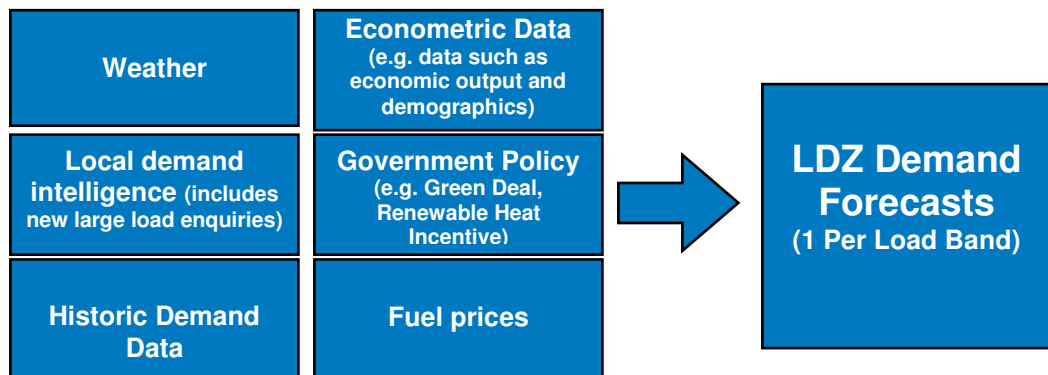 Weather
Econometric Data
(e.g. data such as
economic output and
demographics)
Local demand
intelligence (includes
new large load enquiries)
Government Policy
(e.g. Green Deal,
Renewable Heat
Incentive)
Historic Demand
Data
Fuel prices
LDZ Demand
Forecasts
(1 Per Load Band)